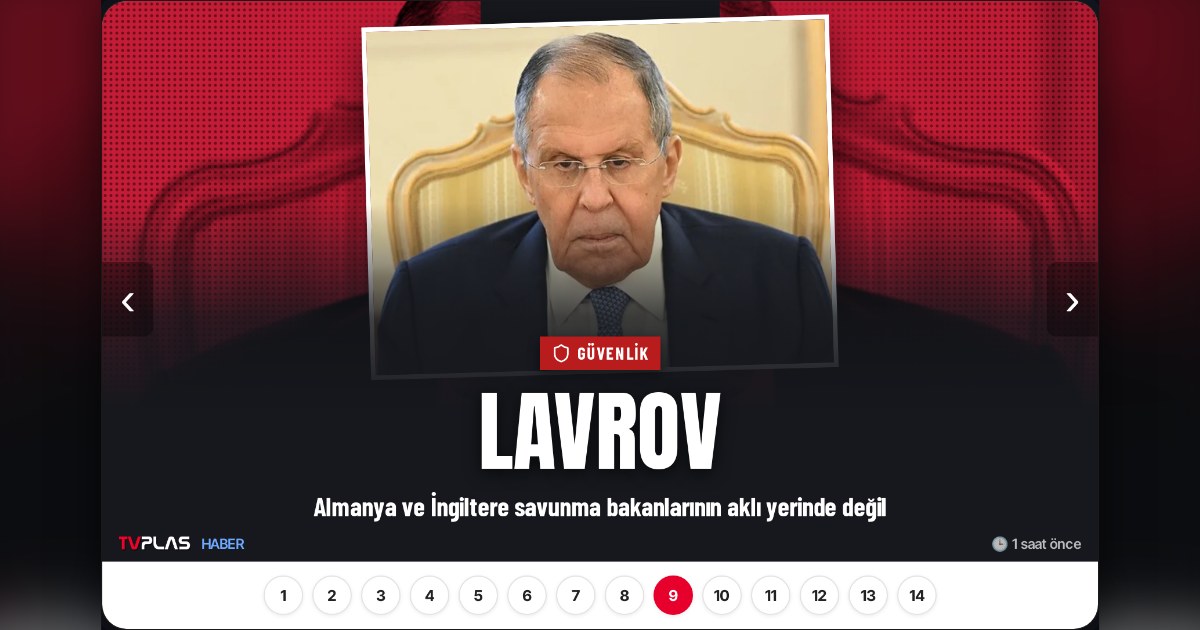 GÜVENLİK
LAVROV
Almanya ve İngiltere savunma bakanlarının aklı yerinde değil
TVPLAS HABER
1 saat önce
1 2 3 4 5 6 7 8 9 10 11 12 13 14